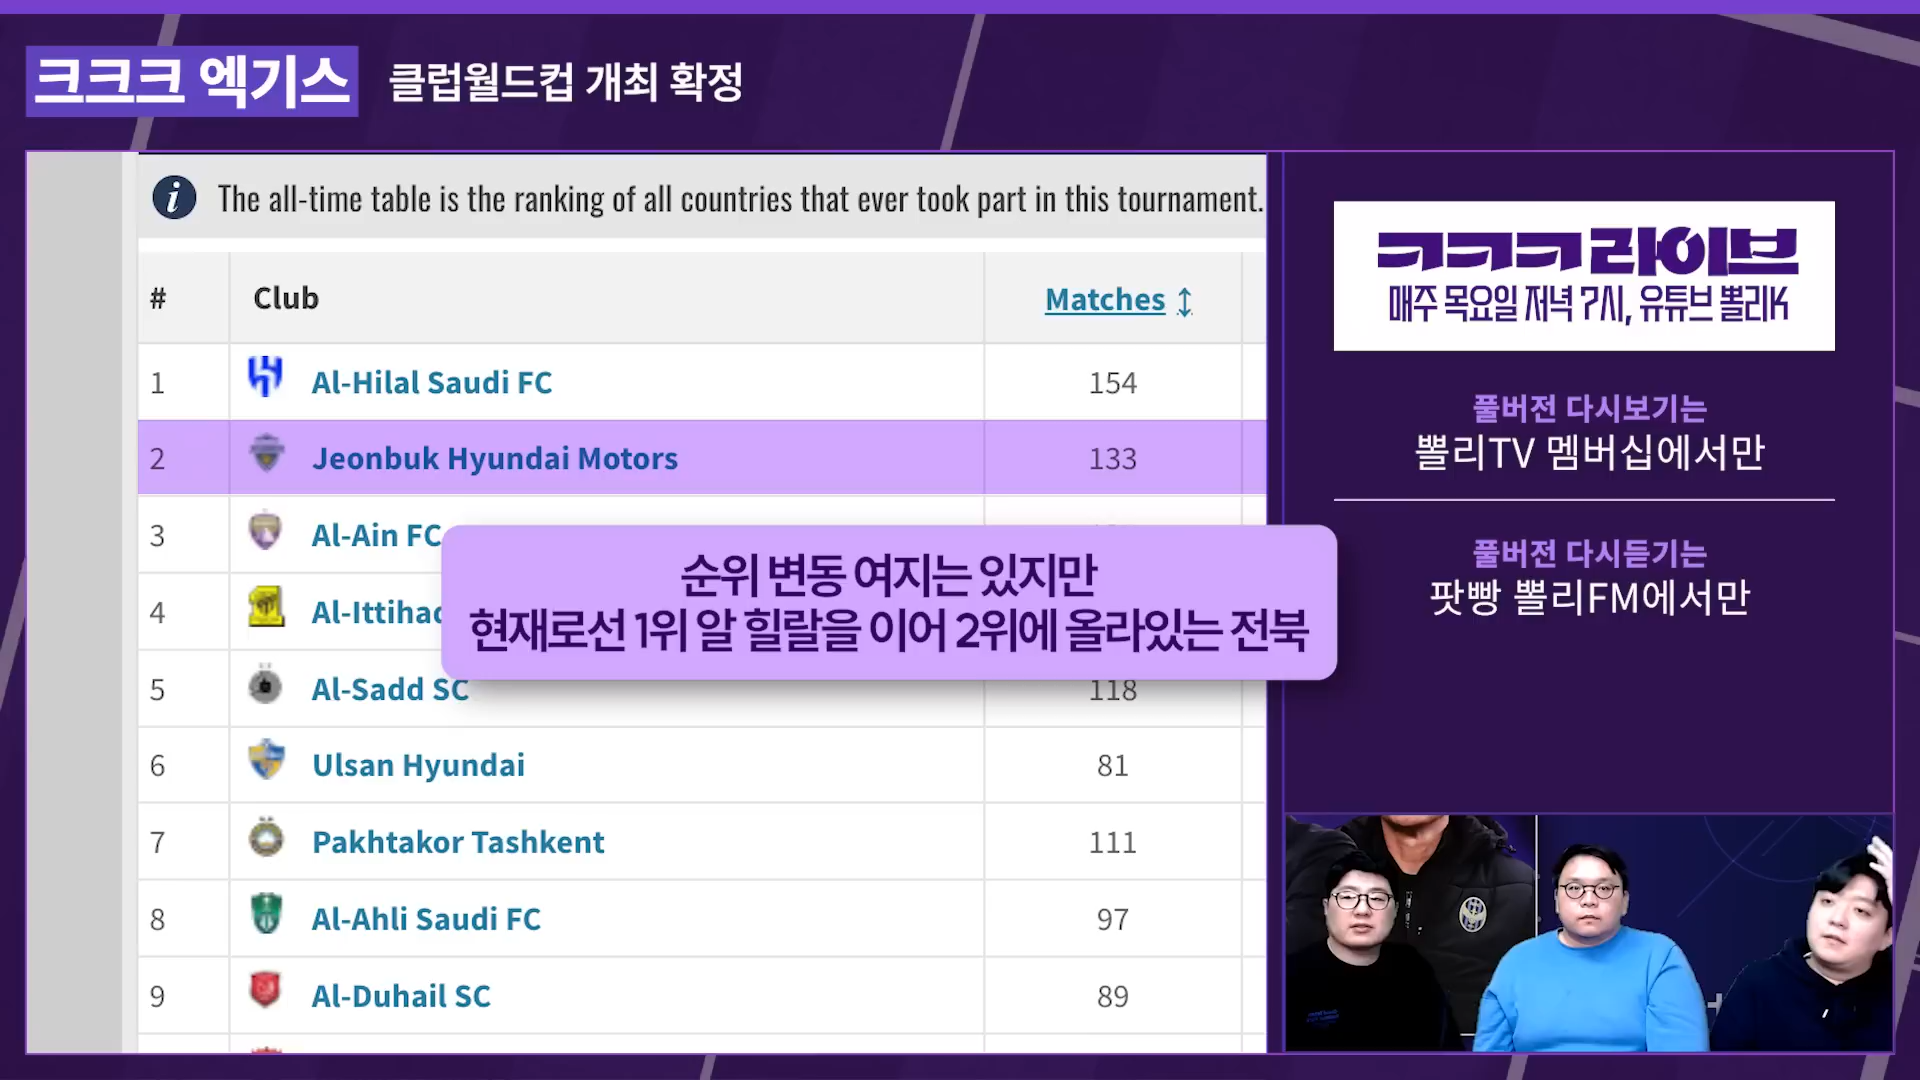 크크크 엑기스
클럽월드컵 개최 확정
The all-time table is the ranking of all countries that ever took part in this tournament.
# Club Matches
1 Al-Hilal Saudi FC 154
2 Jeonbuk Hyundai Motors 133
3 Al-Ain FC
4 Al-Ittihad
5 Al-Sadd SC 118
6 Ulsan Hyundai 81
7 Pakhtakor Tashkent 111
8 Al-Ahli Saudi FC 97
9 Al-Duhail SC 89
순위 변동 여지는 있지만
현재로선 1위 알 힐랄을 이어 2위에 올라있는 전북
ㅋㅋㅋ라이브
매주 목요일 저녁 7시, 유튜브 뽈리K
풀버전 다시보기는
뽈리TV 멤버십에서만
풀버전 다시듣기는
팟빵 뽈리FM에서만